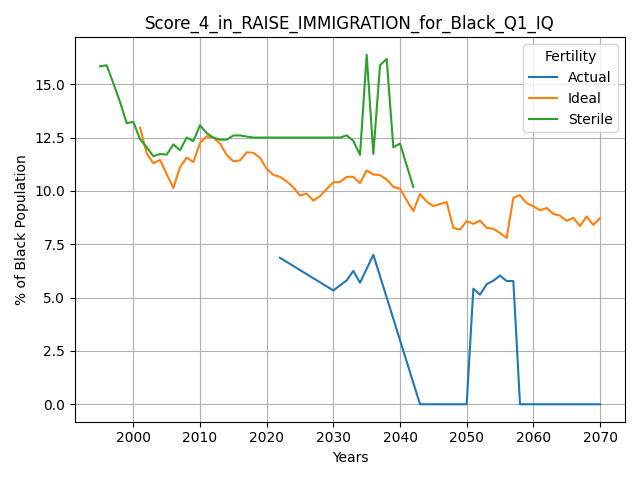 Score_4_in_RAISE_IMMIGRATION_for_Black_Q1_IQ
Fertility
Actual
Ideal
Sterile
% of Black Population
15.0
12.5
10.0
7.5
5.0
2.5
0.0
2000 2010 2020 2030 2040 2050 2060 2070
Years